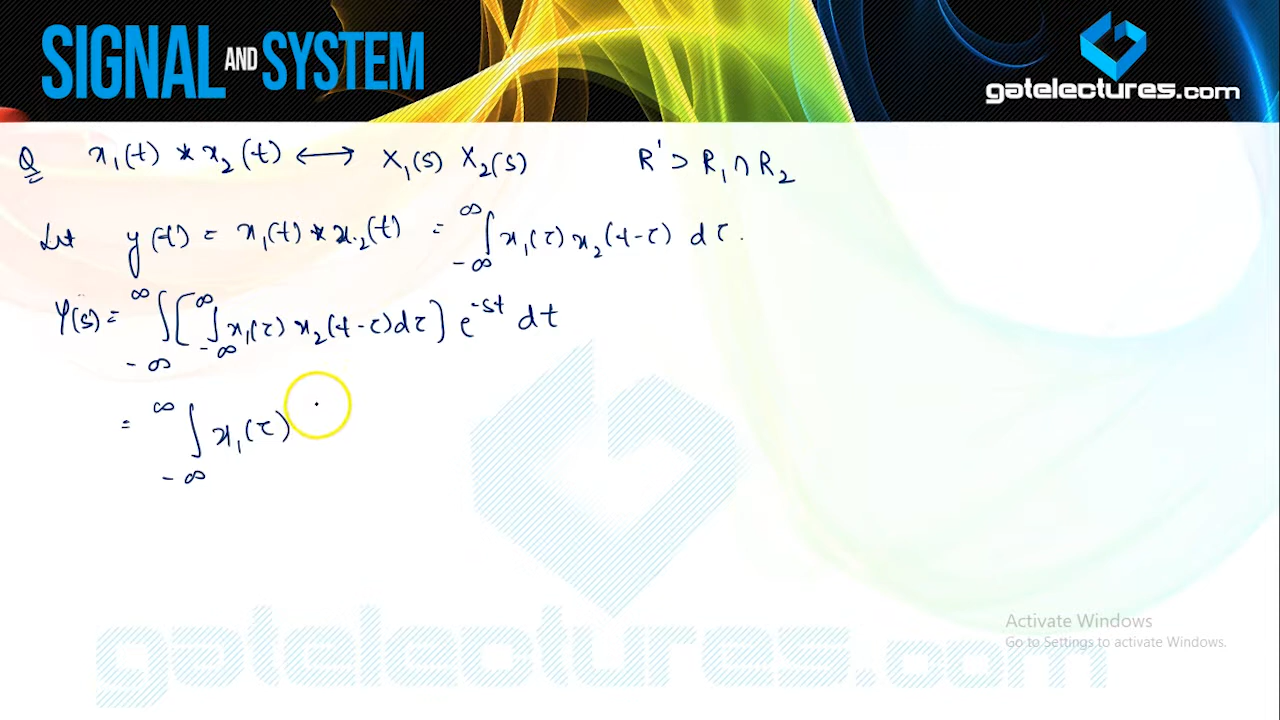 SIGNAL AND SYSTEM
gatelectures.com
Q x₁(t) * x₂(t) ⟷ X₁(s) X₂(s) R' ⊃ R₁ ∩ R₂
Let y(t) = x₁(t) * x₂(t) = ∫_{-∞}^{∞} x₁(τ) x₂(t-τ) dτ.
Y(s) = ∫_{-∞}^{∞} [∫_{-∞}^{∞} x₁(τ) x₂(t-τ) dτ] e^{-st} dt
= ∫_{-∞}^{∞} x₁(τ)
Activate Windows
Go to Settings to activate Windows.
gatelectures.com